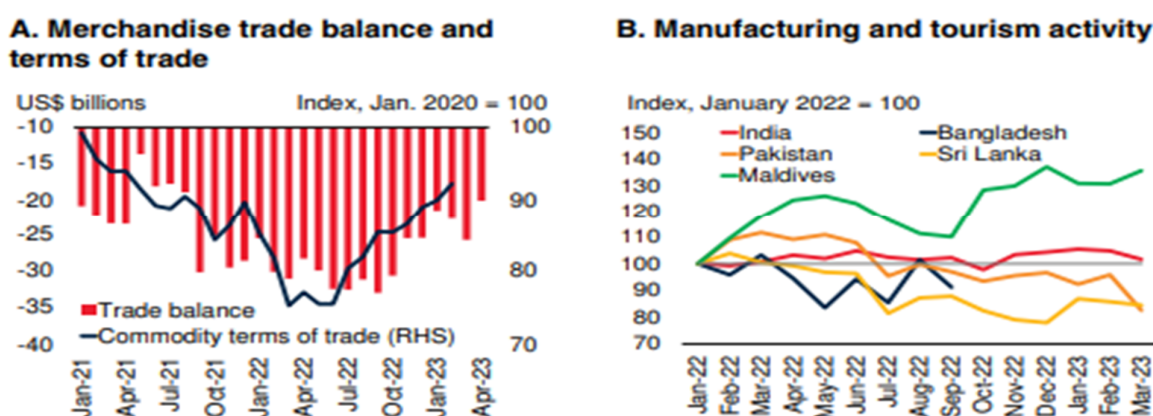 A. Merchandise trade balance and
terms of trade
US$ billions
Index, Jan. 2020 = 100
-10
-15
-20
-25
-30
-35
-40
100
90
80
70
Trade balance
Commodity terms of trade (RHS)
Jan-21
Apr-21
Jul-21
Oct-21
Jan-22
Apr-22
Jul-22
Oct-22
Jan-23
Apr-23
B. Manufacturing and tourism activity
Index, January 2022 = 100
150
140
130
120
110
100
90
80
70
India
Bangladesh
Pakistan
Sri Lanka
Maldives
Jan-22
Feb-22
Mar-22
Apr-22
May-22
Jun-22
Jul-22
Aug-22
Sep-22
Oct-22
Nov-22
Dec-22
Jan-23
Feb-23
Mar-23